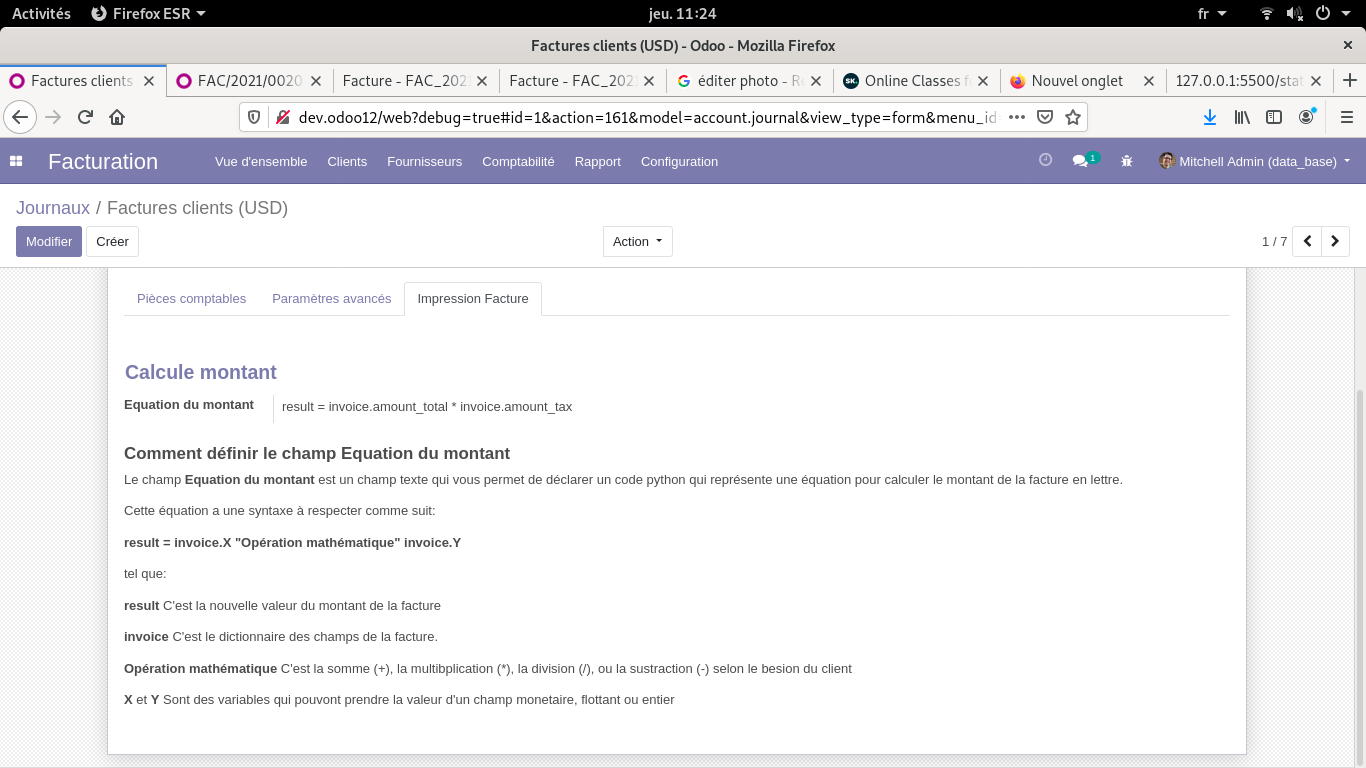 Activités Firefox ESR jeu. 11:24 fr
Factures clients (USD) - Odoo - Mozilla Firefox
Factures clients FAC/2021/0020 Facture - FAC_202 Facture - FAC_202 éditer photo - R Online Classes f Nouvel onglet 127.0.0.1:5500/sta
dev.odoo12/web?debug=true#id=1&action=161&model=account.journal&view_type=form&menu_id
Facturation Vue d'ensemble Clients Fournisseurs Comptabilité Rapport Configuration 1 Mitchell Admin (data_base)
Journaux / Factures clients (USD)
Modifier Créer Action 1 / 7
Pièces comptables Paramètres avancés Impression Facture
Calcule montant
Equation du montant result = invoice.amount_total * invoice.amount_tax
Comment définir le champ Equation du montant
Le champ Equation du montant est un champ texte qui vous permet de déclarer un code python qui représente une équation pour calculer le montant de la facture en lettre.
Cette équation a une syntaxe à respecter comme suit:
result = invoice.X "Opération mathématique" invoice.Y
tel que:
result C'est la nouvelle valeur du montant de la facture
invoice C'est le dictionnaire des champs de la facture.
Opération mathématique C'est la somme (+), la multibplication (*), la division (/), ou la sustraction (-) selon le besion du client
X et Y Sont des variables qui pouvont prendre la valeur d'un champ monetaire, flottant ou entier